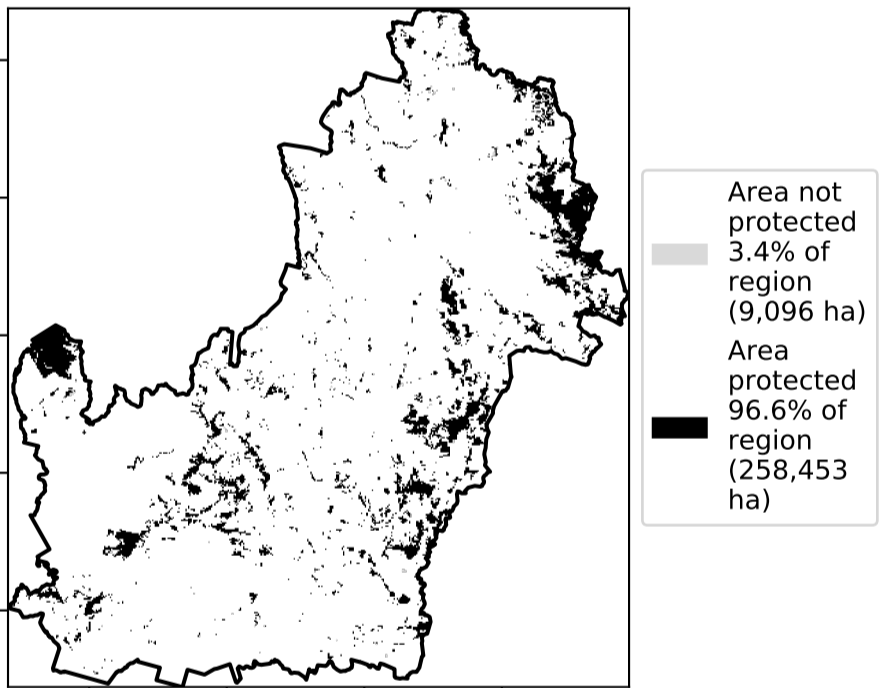 Area not
protected
3.4% of
region
(9,096 ha)
Area
protected
96.6% of
region
(258,453
ha)